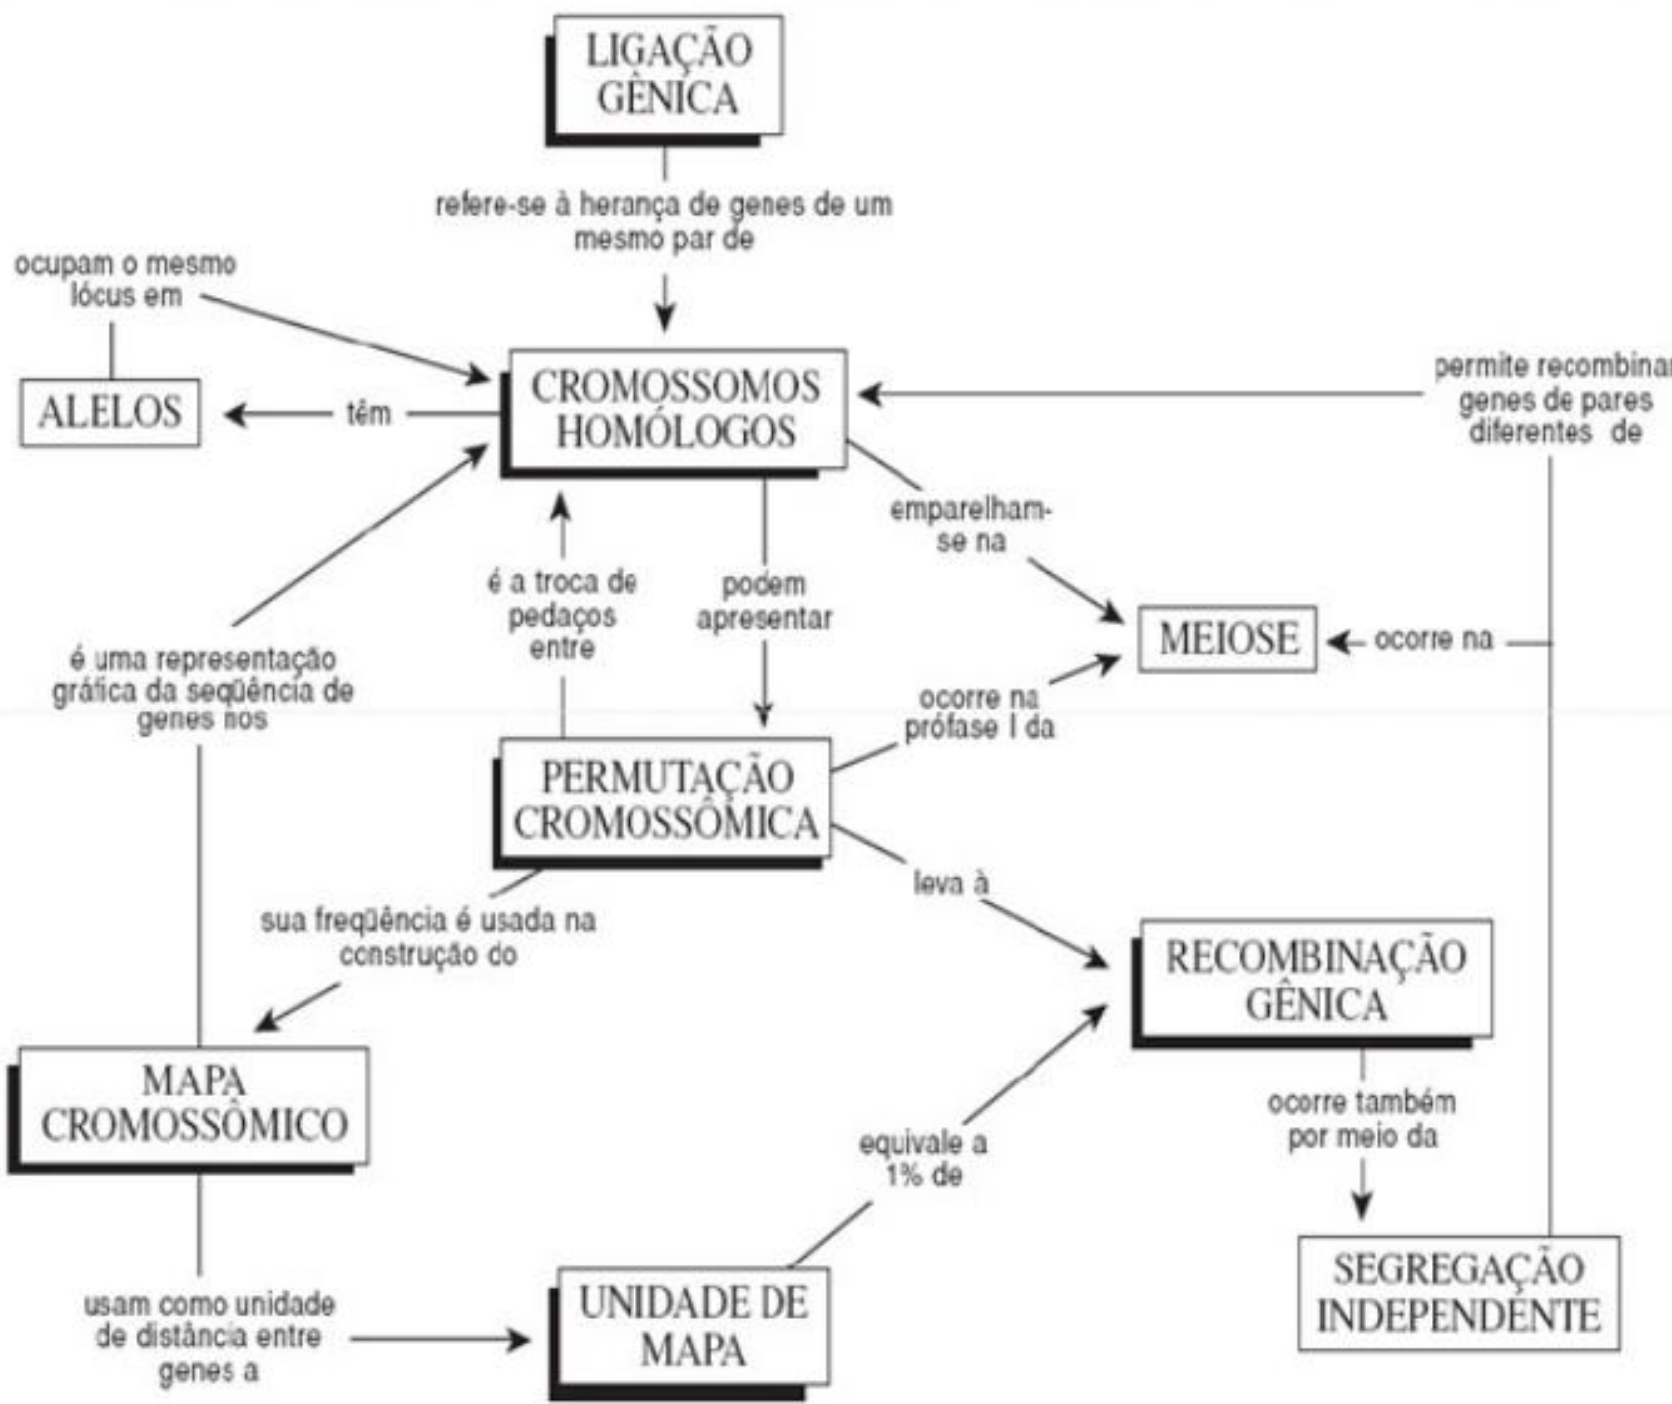 LIGAÇÃO
GÊNICA
refere-se à herança de genes de um
mesmo par de
ocupam o mesmo
lócus em
ALELOS
têm
CROMOSSOMOS
HOMÓLOGOS
permite recombinar
genes de pares
diferentes de
emparelham-
se na
é a troca de
pedaços
entre
podem
apresentar
MEIOSE
ocorre na
é uma representação
gráfica da seqüência de
genes nos
ocorre na
prófase I da
PERMUTAÇÃO
CROMOSSÔMICA
leva à
sua freqüência é usada na
construção do
RECOMBINAÇÃO
GÊNICA
MAPA
CROMOSSÔMICO
ocorre também
por meio da
equivale a
1% de
SEGREGAÇÃO
INDEPENDENTE
usam como unidade
de distância entre
genes a
UNIDADE DE
MAPA